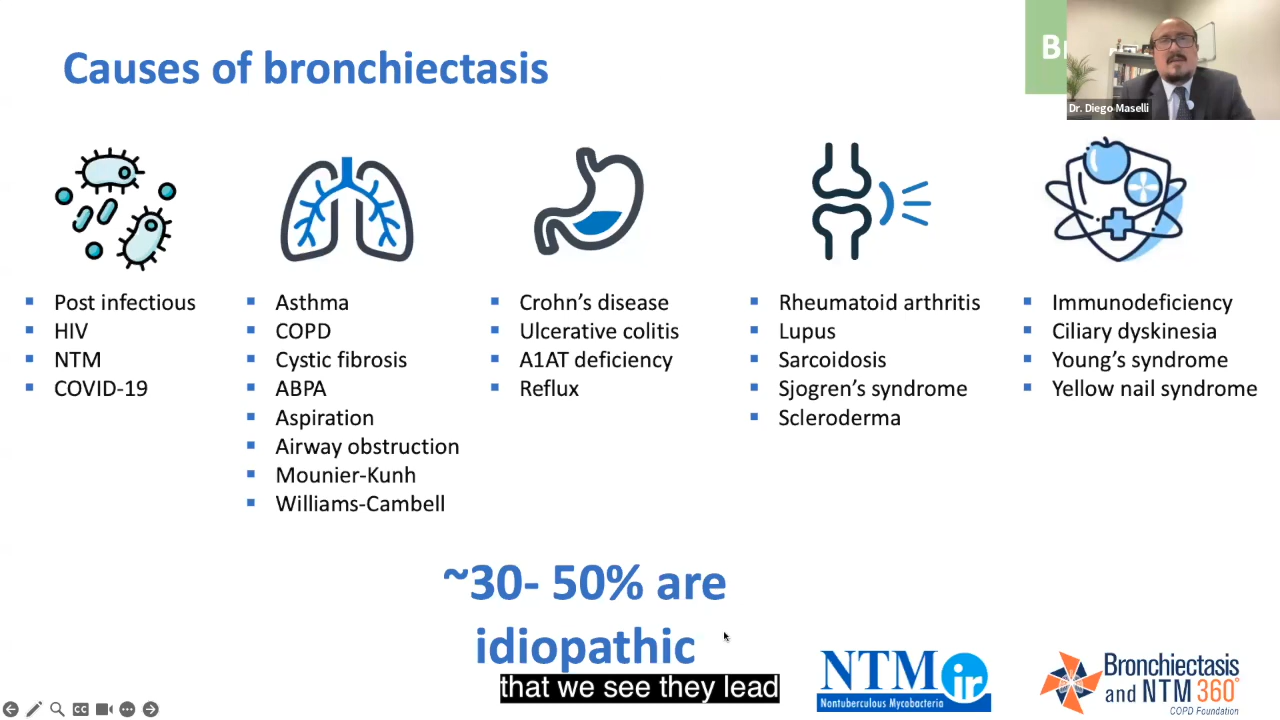 Causes of bronchiectasis
Dr. Diego Maselli
Post infectious
HIV
NTM
COVID-19
Asthma
COPD
Cystic fibrosis
ABPA
Aspiration
Airway obstruction
Mounier-Kunh
Williams-Cambell
Crohn's disease
Ulcerative colitis
A1AT deficiency
Reflux
Rheumatoid arthritis
Lupus
Sarcoidosis
Sjogren's syndrome
Scleroderma
Immunodeficiency
Ciliary dyskinesia
Young's syndrome
Yellow nail syndrome
~30- 50% are
idiopathic
that we see they lead
NTM ir
Nontuberculous Mycobacteria
Bronchiectasis
and NTM 360°
COPD Foundation
CC